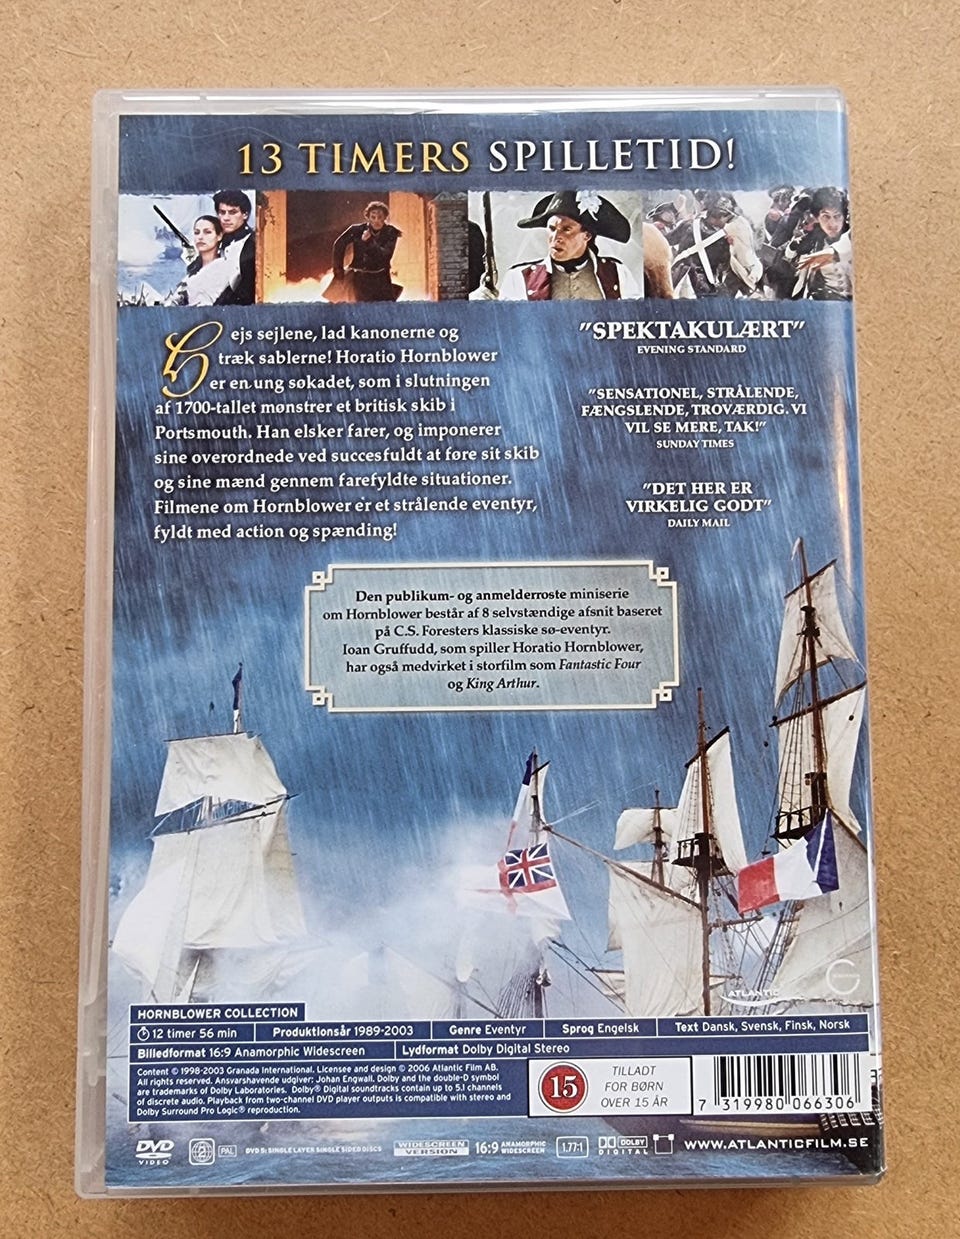 13 TIMERS SPILLETID!
Hejs sejlene, lad kanonerne og
træk sablerne! Horatio Hornblower
er en ung søkadet, som i slutningen
af 1700-tallet mønstrer et britisk skib i
Portsmouth. Han elsker farer, og imponerer
sine overordnede ved succesfuldt at føre sit skib
og sine mænd gennem farefyldte situationer.
Filmene om Hornblower er et strålende eventyr,
fyldt med action og spænding!
"SPEKTAKULÆRT"
EVENING STANDARD
"SENSATIONEL, STRÅLENDE,
FÆNGSLENDE, TROVÆRDIG. VI
VIL SE MERE, TAK!"
SUNDAY TIMES
"DET HER ER
VIRKELIG GODT"
DAILY MAIL
Den publikum- og anmelderroste miniserie
om Hornblower består af 8 selvstændige afsnit baseret
på C.S. Foresters klassiske sø-eventyr.
Ioan Gruffudd, som spiller Horatio Hornblower,
har også medvirket i storfilm som Fantastic Four
og King Arthur.
ATLANTIC
HORNBLOWER COLLECTION
12 timer 56 min Produktionsår 1989-2003 Genre Eventyr Sprog Engelsk Text Dansk, Svensk, Finsk, Norsk
Billedformat 16:9 Anamorphic Widescreen Lydformat Dolby Digital Stereo
Content © 1998-2003 Granada International. Licensee and design © 2006 Atlantic Film AB.
All rights reserved. Ansvarshavende udgiver: Johan Engwall. Dolby and the double-D symbol
are trademarks of Dolby Laboratories. Dolby® Digital soundtracks contain up to 5.1 channels
of discrete audio. Playback from two-channel DVD player outputs is compatible with stereo and
Dolby Surround Pro Logic® reproduction.
15
TILLADT
FOR BØRN
OVER 15 ÅR
7 319980 066306
DVD VIDEO 2 PAL DVD 5: SINGLE LAYER SINGLE SIDED DISCS WIDESCREEN VERSION 16:9 ANAMORPHIC WIDESCREEN 1.77:1 DOLBY DIGITAL WWW.ATLANTICFILM.SE